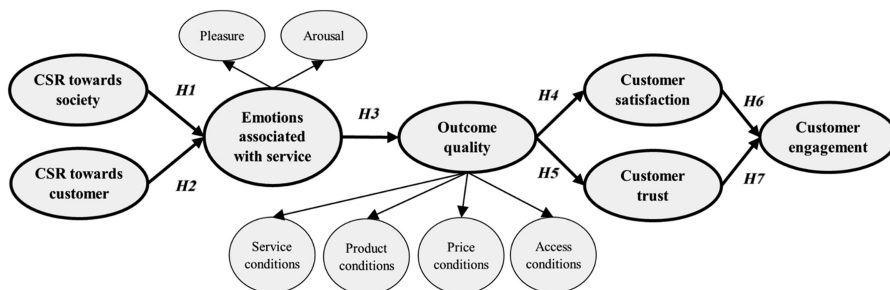 Pleasure
Arousal
CSR towards
society
H1
Emotions
associated
with service
H3
Outcome
quality
H4
Customer
satisfaction
H6
Customer
engagement
CSR towards
customer
H2
H5
Customer
trust
H7
Service
conditions
Product
conditions
Price
conditions
Access
conditions